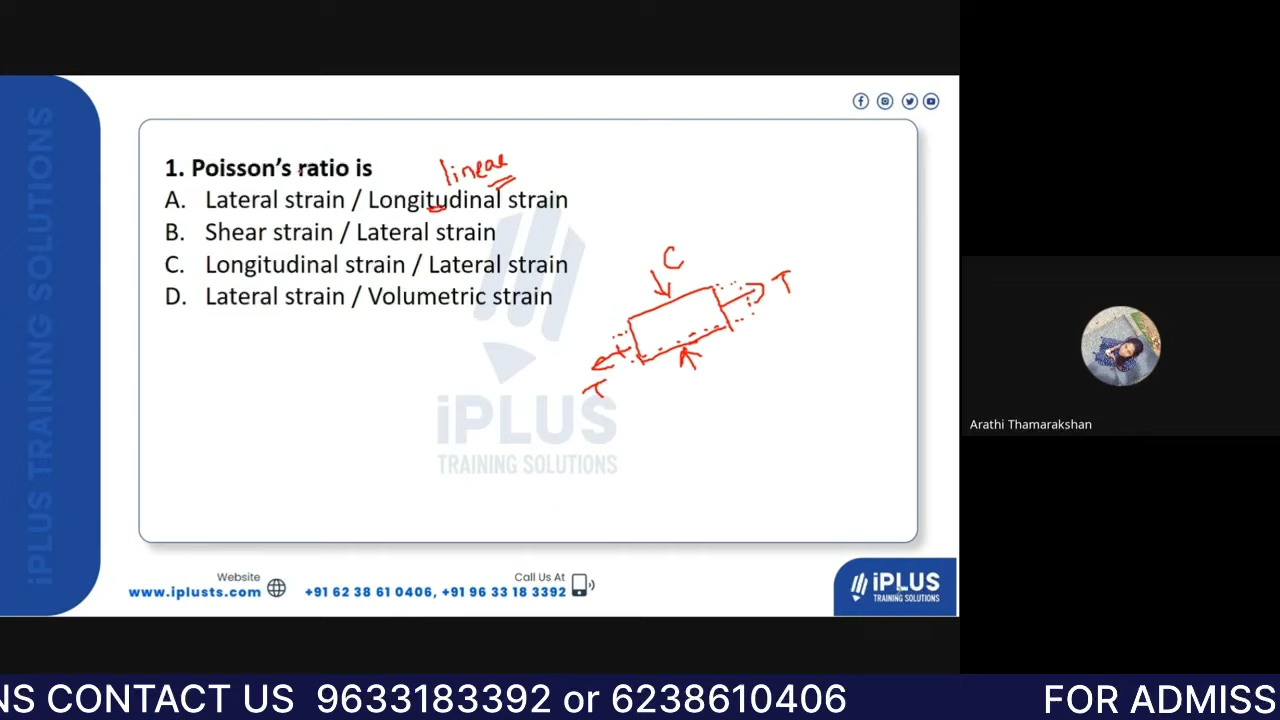 iPLUS TRAINING SOLUTIONS
1. Poisson's ratio is
linear
A. Lateral strain / Longitudinal strain
B. Shear strain / Lateral strain
C. Longitudinal strain / Lateral strain
D. Lateral strain / Volumetric strain
C
T
T
iPLUS
TRAINING SOLUTIONS
Arathi Thamarakshan
Website
www.iplusts.com
Call Us At
+91 62 38 61 0406, +91 96 33 18 3392
iPLUS
TRAINING SOLUTIONS
NS CONTACT US 9633183392 or 6238610406 FOR ADMISS